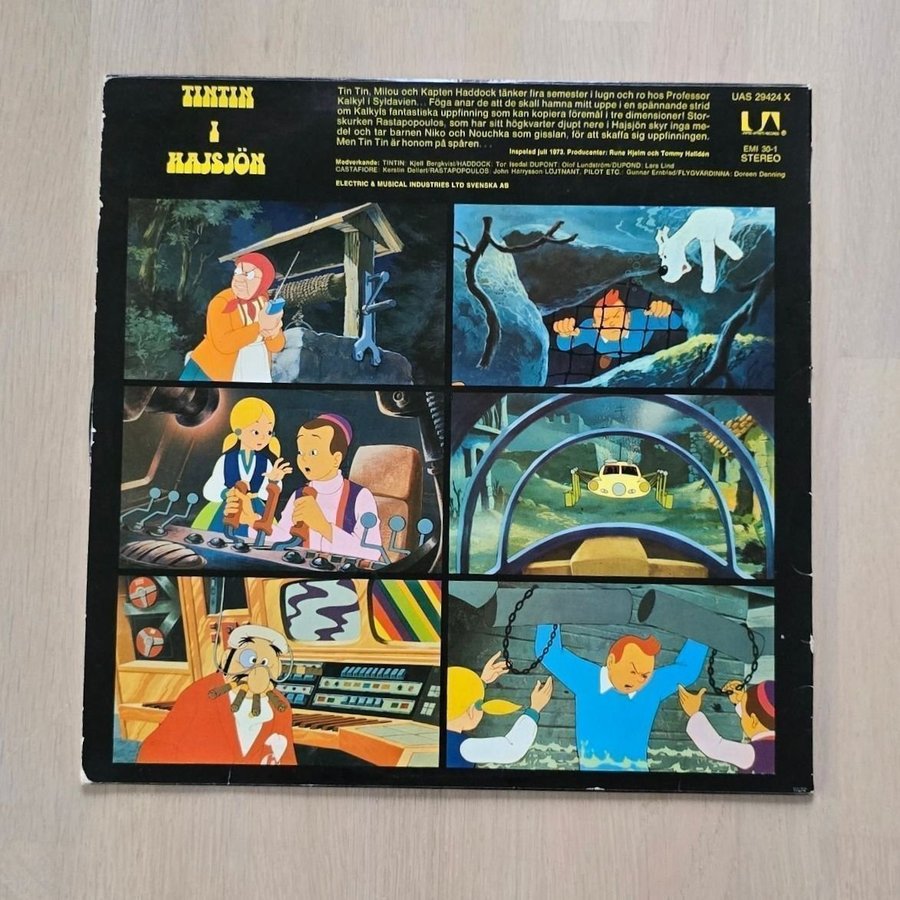 TINTIN
I
HAJSJÖN
Tin Tin, Milou och Kapten Haddock tänker fira semester i lugn och ro hos Professor
Kalkyl i Syldavien... Föga anar de att de skall hamna mitt uppe i en spännande strid
om Kalkyls fantastiska uppfinning som kan kopiera föremål i tre dimensioner! Stor-
skurken Rastapopoulos, som har sitt högkvarter djupt nere i Hajsjön skyr inga me-
del och tar barnen Niko och Nouchka som gisslan, för att skaffa sig uppfinningen.
Men Tin Tin är honom på spåren...
Inspelad juli 1973. Producenter: Rune Hjelm och Tommy Halldén
Medverkande: TINTIN: Kjell Bergkvist/HADDOCK: Tor Isedal DUPONT: Olof Lundström/DUPOND: Lars Lind
CASTAFIORE: Kerstin Dellert/RASTAPOPOULOS: John Harryson LÖJTNANT, PILOT ETC.: Gunnar Ernblad/FLYGVÄRDINNA: Doreen Denning
ELECTRIC & MUSICAL INDUSTRIES LTD SVENSKA AB
UAS 29424 X
UA
UNITED ARTISTS RECORDS
EMI 30-1
STEREO